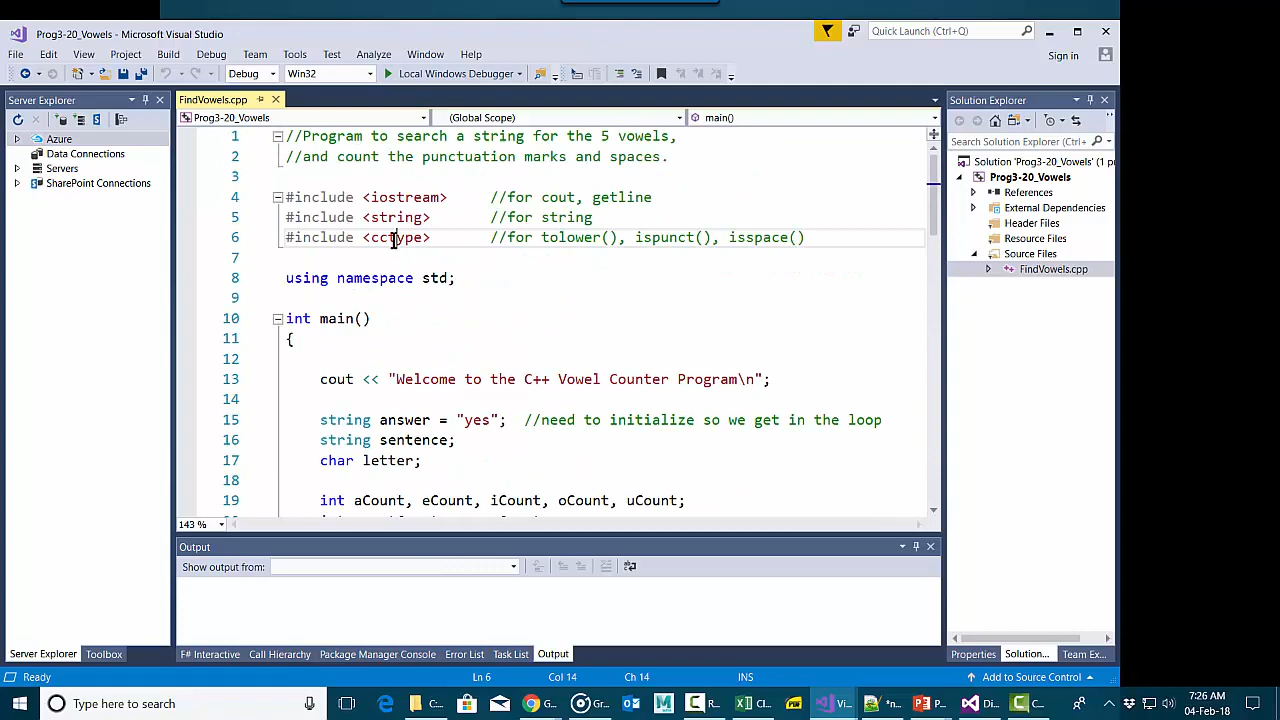 Prog3-20_Vowels - Microsoft Visual Studio
Quick Launch (Ctrl+Q)
File Edit View Project Build Debug Team Tools Test Analyze Window Help
Sign in
Debug Win32 Local Windows Debugger
Server Explorer
Azure
Data Connections
Servers
SharePoint Connections
FindVowels.cpp
Prog3-20_Vowels (Global Scope) main()
1 //Program to search a string for the 5 vowels,
2 //and count the punctuation marks and spaces.
3
4 #include <iostream> //for cout, getline
5 #include <string> //for string
6 #include <cctype> //for tolower(), ispunct(), isspace()
7
8 using namespace std;
9
10 int main()
11 {
12
13 cout << "Welcome to the C++ Vowel Counter Program\n";
14
15 string answer = "yes"; //need to initialize so we get in the loop
16 string sentence;
17 char letter;
18
19 int aCount, eCount, iCount, oCount, uCount;
143 %
Solution Explorer
Search Solution Explorer (Ctrl+
Solution 'Prog3-20_Vowels' (1 p
Prog3-20_Vowels
References
External Dependencies
Header Files
Resource Files
Source Files
FindVowels.cpp
Output
Show output from:
Server Explorer Toolbox
F# Interactive Call Hierarchy Package Manager Console Error List Task List Output
Properties Solution... Team Ex...
Ready Ln 6 Col 14 Ch 14 INS Add to Source Control
Type here to search
C... Gr... Gr... R... Cl... Vi... *n... P... Di... C...
7:26 AM
04-Feb-18